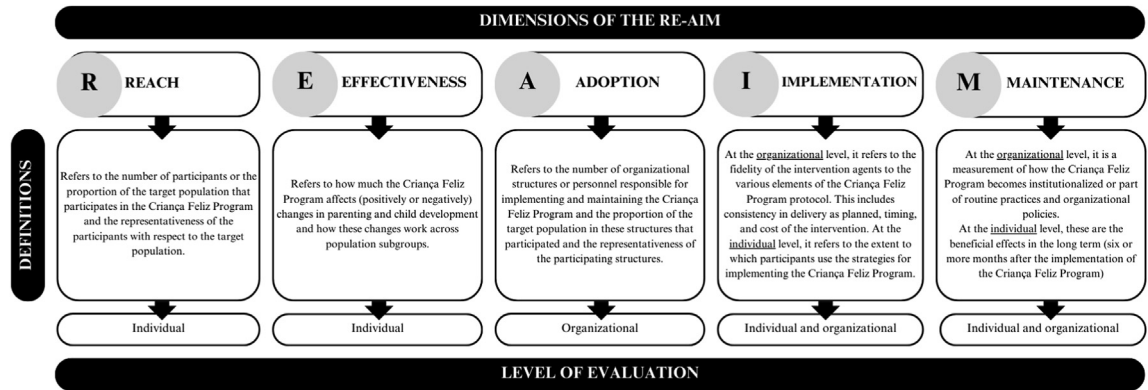 DIMENSIONS OF THE RE-AIM
R REACH
E EFFECTIVENESS
A ADOPTION
I IMPLEMENTATION
M MAINTENANCE
DEFINITIONS
Refers to the number of participants or the
proportion of the target population that
participates in the Criança Feliz Program
and the representativeness of the
participants with respect to the target
population.
Refers to how much the Criança Feliz
Program affects (positively or negatively)
changes in parenting and child development
and how these changes work across
population subgroups.
Refers to the number of organizational
structures or personnel responsible for
implementing and maintaining the Criança
Feliz Program and the proportion of the
target population in these structures that
participated and the representativeness of
the participating structures.
At the organizational level, it refers to the
fidelity of the intervention agents to the
various elements of the Criança Feliz
Program protocol. This includes
consistency in delivery as planned, timing,
and cost of the intervention. At the
individual level, it refers to the extent to
which participants use the strategies for
implementing the Criança Feliz Program.
At the organizational level, it is a
measurement of how the Criança Feliz
Program becomes institutionalized or part
of routine practices and organizational
policies.
At the individual level, these are the
beneficial effects in the long term (six or
more months after the implementation of
the Criança Feliz Program)
Individual
Individual
Organizational
Individual and organizational
Individual and organizational
LEVEL OF EVALUATION